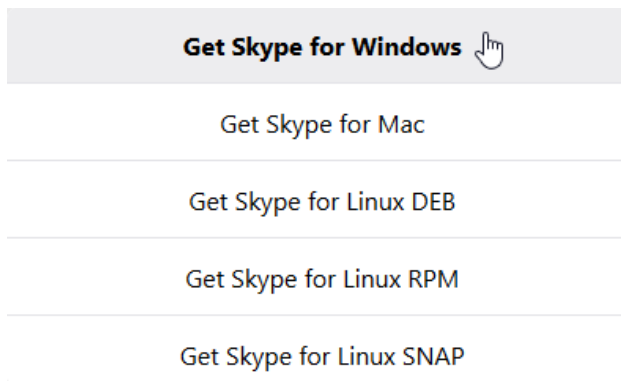 Get Skype for Windows
Get Skype for Mac
Get Skype for Linux DEB
Get Skype for Linux RPM
Get Skype for Linux SNAP